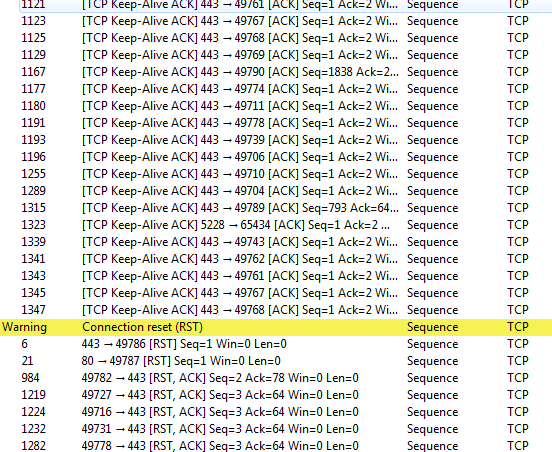 1121 [TCP Keep-Alive ACK] 443 → 49761 [ACK] Seq=1 Ack=2 Wi... Sequence TCP
1123 [TCP Keep-Alive ACK] 443 → 49767 [ACK] Seq=1 Ack=2 Wi... Sequence TCP
1125 [TCP Keep-Alive ACK] 443 → 49768 [ACK] Seq=1 Ack=2 Wi... Sequence TCP
1129 [TCP Keep-Alive ACK] 443 → 49769 [ACK] Seq=1 Ack=2 Wi... Sequence TCP
1167 [TCP Keep-Alive ACK] 443 → 49790 [ACK] Seq=1838 Ack=2... Sequence TCP
1177 [TCP Keep-Alive ACK] 443 → 49774 [ACK] Seq=1 Ack=2 Wi... Sequence TCP
1180 [TCP Keep-Alive ACK] 443 → 49711 [ACK] Seq=1 Ack=2 Wi... Sequence TCP
1191 [TCP Keep-Alive ACK] 443 → 49778 [ACK] Seq=1 Ack=2 Wi... Sequence TCP
1193 [TCP Keep-Alive ACK] 443 → 49739 [ACK] Seq=1 Ack=2 Wi... Sequence TCP
1196 [TCP Keep-Alive ACK] 443 → 49706 [ACK] Seq=1 Ack=2 Wi... Sequence TCP
1255 [TCP Keep-Alive ACK] 443 → 49710 [ACK] Seq=1 Ack=2 Wi... Sequence TCP
1289 [TCP Keep-Alive ACK] 443 → 49704 [ACK] Seq=1 Ack=2 Wi... Sequence TCP
1315 [TCP Keep-Alive ACK] 443 → 49789 [ACK] Seq=793 Ack=64... Sequence TCP
1323 [TCP Keep-Alive ACK] 5228 → 65434 [ACK] Seq=1 Ack=2 ... Sequence TCP
1339 [TCP Keep-Alive ACK] 443 → 49743 [ACK] Seq=1 Ack=2 Wi... Sequence TCP
1341 [TCP Keep-Alive ACK] 443 → 49762 [ACK] Seq=1 Ack=2 Wi... Sequence TCP
1343 [TCP Keep-Alive ACK] 443 → 49761 [ACK] Seq=1 Ack=2 Wi... Sequence TCP
1345 [TCP Keep-Alive ACK] 443 → 49767 [ACK] Seq=1 Ack=2 Wi... Sequence TCP
1347 [TCP Keep-Alive ACK] 443 → 49768 [ACK] Seq=1 Ack=2 Wi... Sequence TCP
Warning Connection reset (RST) Sequence TCP
6 443 → 49786 [RST] Seq=1 Win=0 Len=0 Sequence TCP
21 80 → 49787 [RST] Seq=1 Win=0 Len=0 Sequence TCP
984 49782 → 443 [RST, ACK] Seq=2 Ack=78 Win=0 Len=0 Sequence TCP
1219 49727 → 443 [RST, ACK] Seq=3 Ack=64 Win=0 Len=0 Sequence TCP
1224 49716 → 443 [RST, ACK] Seq=3 Ack=64 Win=0 Len=0 Sequence TCP
1232 49731 → 443 [RST, ACK] Seq=3 Ack=64 Win=0 Len=0 Sequence TCP
1282 49778 → 443 [RST, ACK] Seq=3 Ack=64 Win=0 Len=0 Sequence TCP